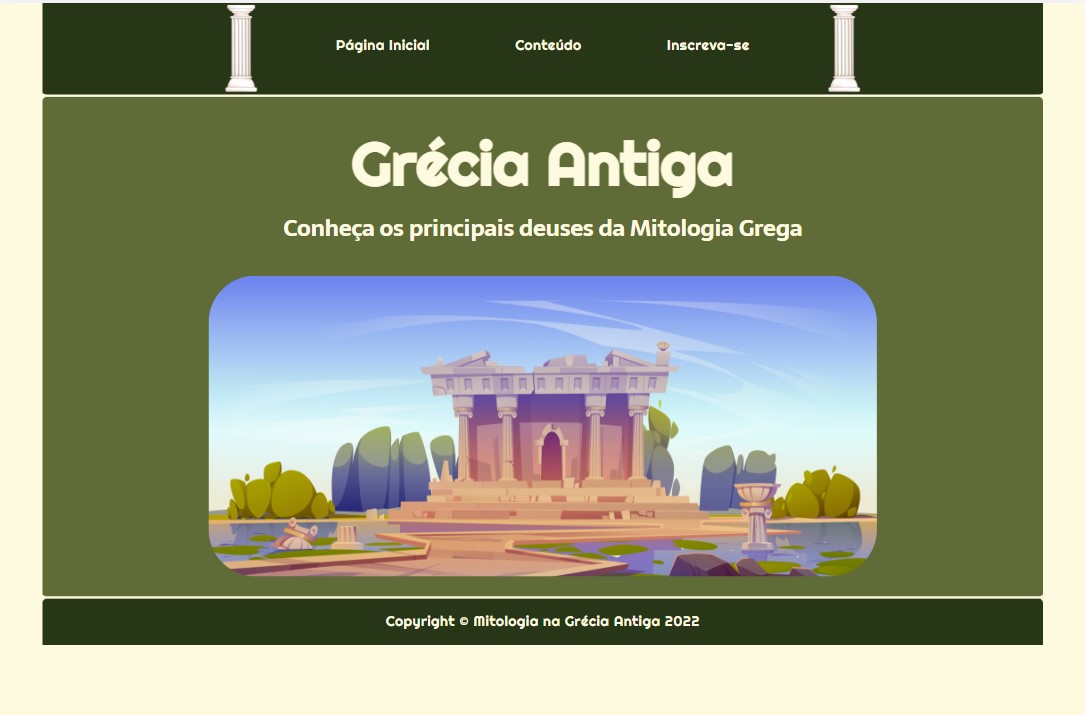 Página Inicial Conteúdo Inscreva-se
Grécia Antiga
Conheça os principais deuses da Mitologia Grega
Copyright © Mitologia na Grécia Antiga 2022